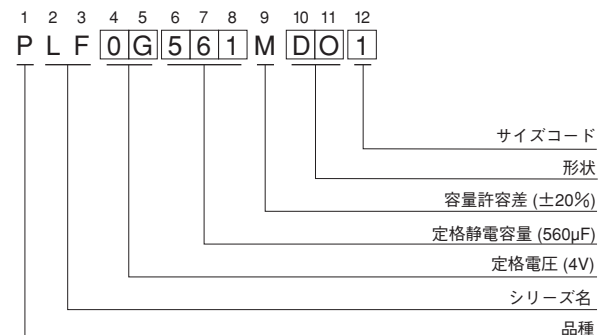 1 2 3 4 5 6 7 8 9 10 11 12
P L F 0 G 5 6 1 M D O 1
サイズコード
形状
容量許容差 (±20%)
定格静電容量 (560μF)
定格電圧 (4V)
シリーズ名
品種